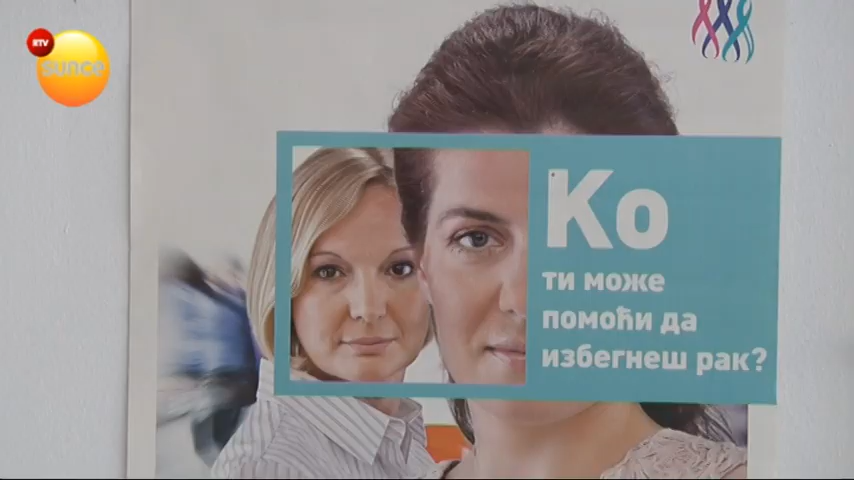 RTV
sunce
Ко
ти може
помоћи да
избегнеш рак?